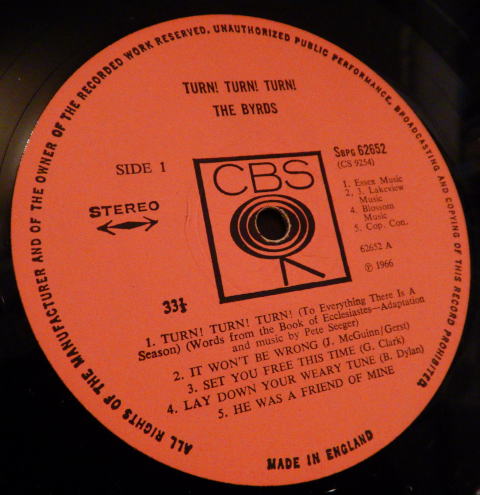 ALL RIGHTS OF THE MANUFACTURER AND OF THE OWNER OF THE RECORDED WORK RESERVED. UNAUTHORIZED PUBLIC PERFORMANCE, BROADCASTING AND COPYING OF THIS RECORD PROHIBITED.
TURN! TURN! TURN!
THE BYRDS
SIDE 1
STEREO
CBS
SBPG 62652
(CS 9254)
1. Essex Music
2, 3. Lakeview
Music
4. Blossom
Music
5. Cop. Con.
62652 A
℗ 1966
33⅓
1. TURN! TURN! TURN! (To Everything There Is A
Season) (Words from the Book of Ecclesiastes—Adaptation
and music by Pete Seeger)
2. IT WON'T BE WRONG (J. McGuinn/Gerst)
3. SET YOU FREE THIS TIME (G. Clark)
4. LAY DOWN YOUR WEARY TUNE (B. Dylan)
5. HE WAS A FRIEND OF MINE
MADE IN ENGLAND